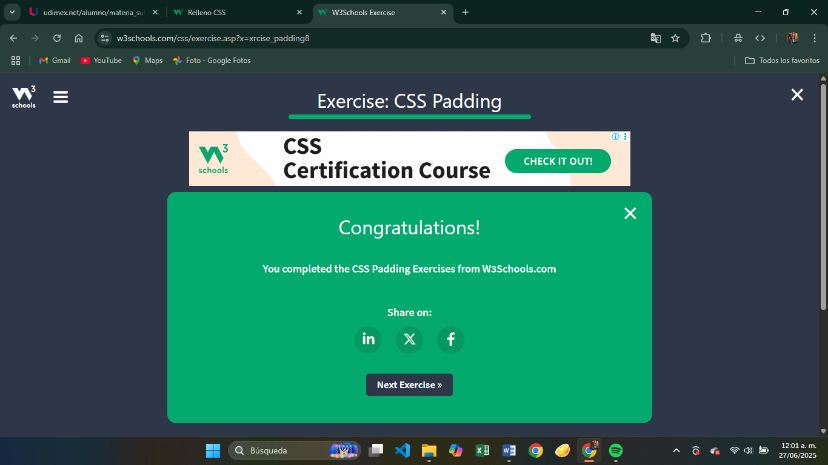 udimex.net/alumno/materia_su
Relleno CSS
W3Schools Exercise
w3schools.com/css/exercise.asp?x=xrcise_padding8
Gmail
YouTube
Maps
Foto - Google Fotos
Todos los favoritos
W3
schools
Exercise: CSS Padding
W3
schools
CSS
Certification Course
CHECK IT OUT!
Congratulations!
You completed the CSS Padding Exercises from W3Schools.com
Share on:
in
X
f
Next Exercise »
Búsqueda
12:01 a. m.
27/06/2025